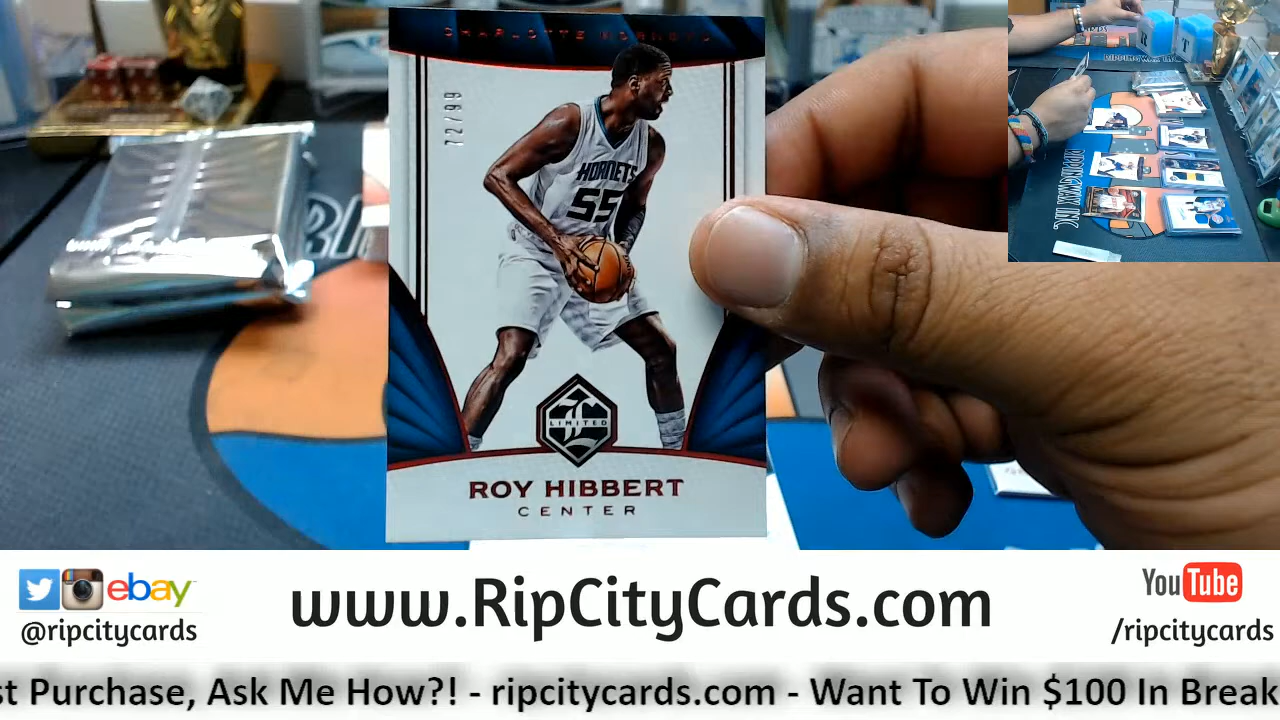 CHARLOTTE HORNETS
72/99
HORNETS
55
LIMITED
ROY HIBBERT
CENTER
ebay
@ripcitycards
www.RipCityCards.com
YouTube
/ripcitycards
st Purchase, Ask Me How?! - ripcitycards.com - Want To Win $100 In Break